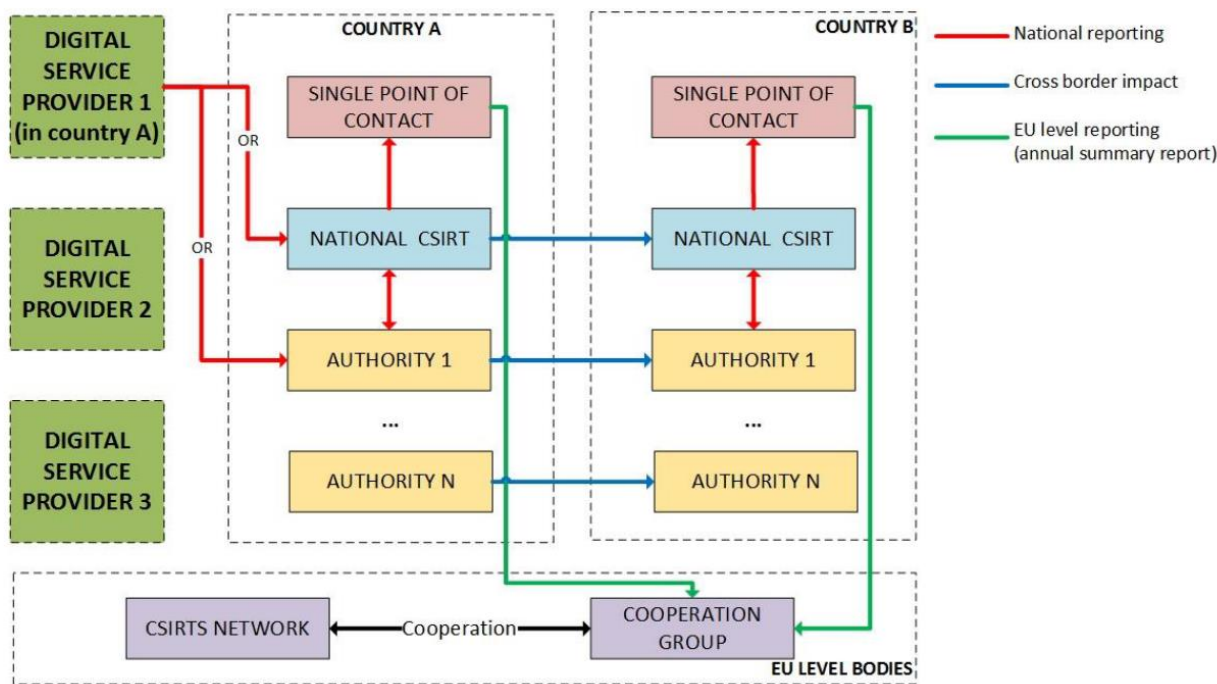 DIGITAL
SERVICE
PROVIDER 1
(in country A)
DIGITAL
SERVICE
PROVIDER 2
DIGITAL
SERVICE
PROVIDER 3
OR
OR
COUNTRY A
SINGLE POINT OF
CONTACT
NATIONAL CSIRT
AUTHORITY 1
...
AUTHORITY N
COUNTRY B
SINGLE POINT OF
CONTACT
NATIONAL CSIRT
AUTHORITY 1
...
AUTHORITY N
National reporting
Cross border impact
EU level reporting
(annual summary report)
CSIRTS NETWORK
Cooperation
COOPERATION
GROUP
EU LEVEL BODIES